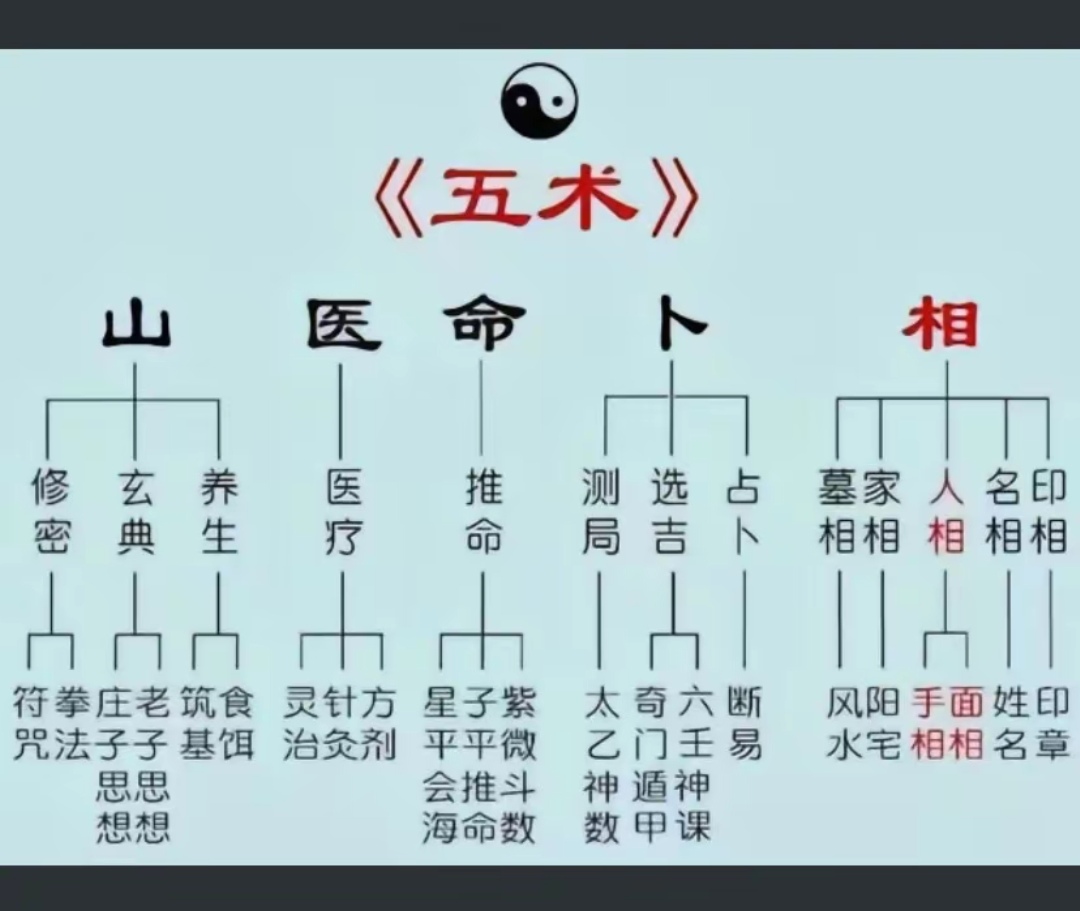 《五术》
山 医 命 卜 相
修密 玄典 养生 医疗 推命 测局 选吉 占卜 墓相 家相 人相 名相 印相
符咒 拳法 庄子思想 老子思想 筑基 食饵 灵治 针灸 方剂 星平会海 子平推命 紫微斗数 太乙神数 奇门遁甲 六壬神课 断易 风水 阳宅 手相 面相 姓名 印章